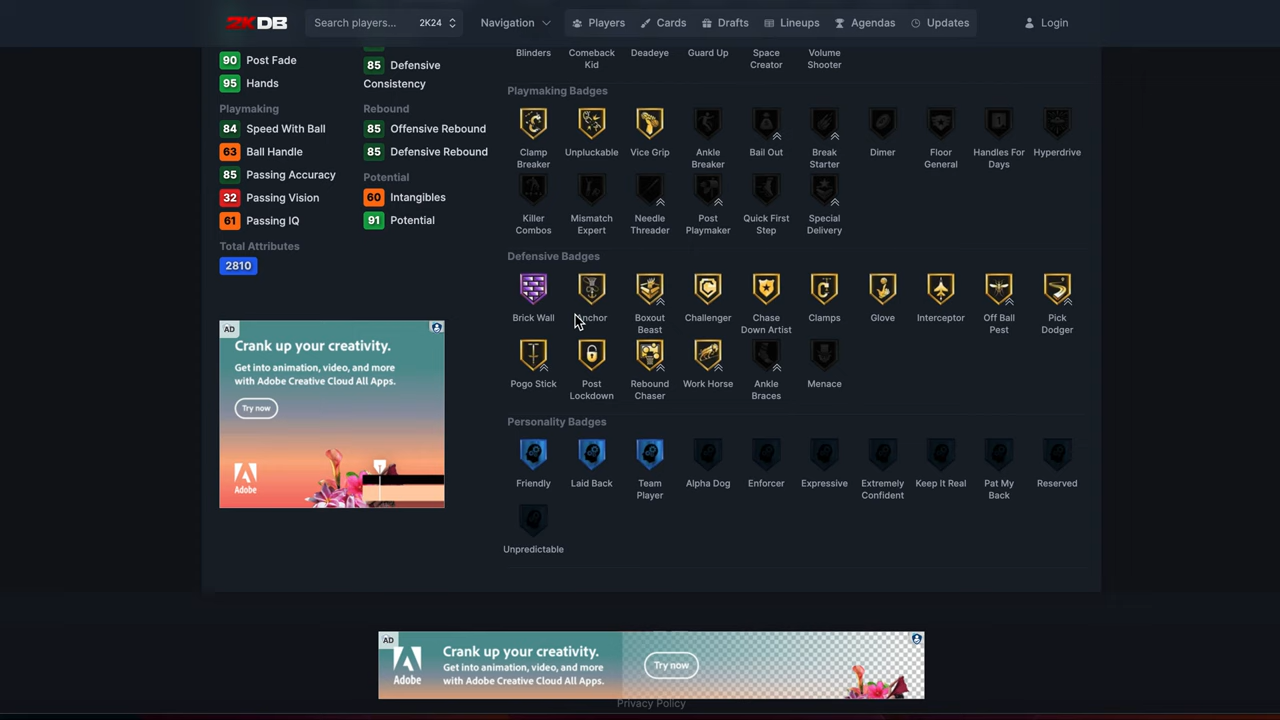 2KDB
Search players...
2K24
Navigation
Players
Cards
Drafts
Lineups
Agendas
Updates
Login
90 Post Fade
95 Hands
Playmaking
84 Speed With Ball
63 Ball Handle
85 Passing Accuracy
32 Passing Vision
61 Passing IQ
Total Attributes
2810
85 Defensive
Consistency
Rebound
85 Offensive Rebound
85 Defensive Rebound
Potential
60 Intangibles
91 Potential
Blinders
Comeback
Kid
Deadeye
Guard Up
Space
Creator
Volume
Shooter
Playmaking Badges
Clamp
Breaker
Unpluckable
Vice Grip
Ankle
Breaker
Bail Out
Break
Starter
Dimer
Floor
General
Handles For
Days
Hyperdrive
Killer
Combos
Mismatch
Expert
Needle
Threader
Post
Playmaker
Quick First
Step
Special
Delivery
Defensive Badges
Brick Wall
Anchor
Boxout
Beast
Challenger
Chase
Down Artist
Clamps
Glove
Interceptor
Off Ball
Pest
Pick
Dodger
Pogo Stick
Post
Lockdown
Rebound
Chaser
Work Horse
Ankle
Braces
Menace
Personality Badges
Friendly
Laid Back
Team
Player
Alpha Dog
Enforcer
Expressive
Extremely
Confident
Keep It Real
Pat My
Back
Reserved
Unpredictable
AD
Crank up your creativity.
Get into animation, video, and more
with Adobe Creative Cloud All Apps.
Try now
Adobe
AD
Adobe
Crank up your creativity.
Get into animation, video, and more
with Adobe Creative Cloud All Apps.
Try now
Privacy Policy